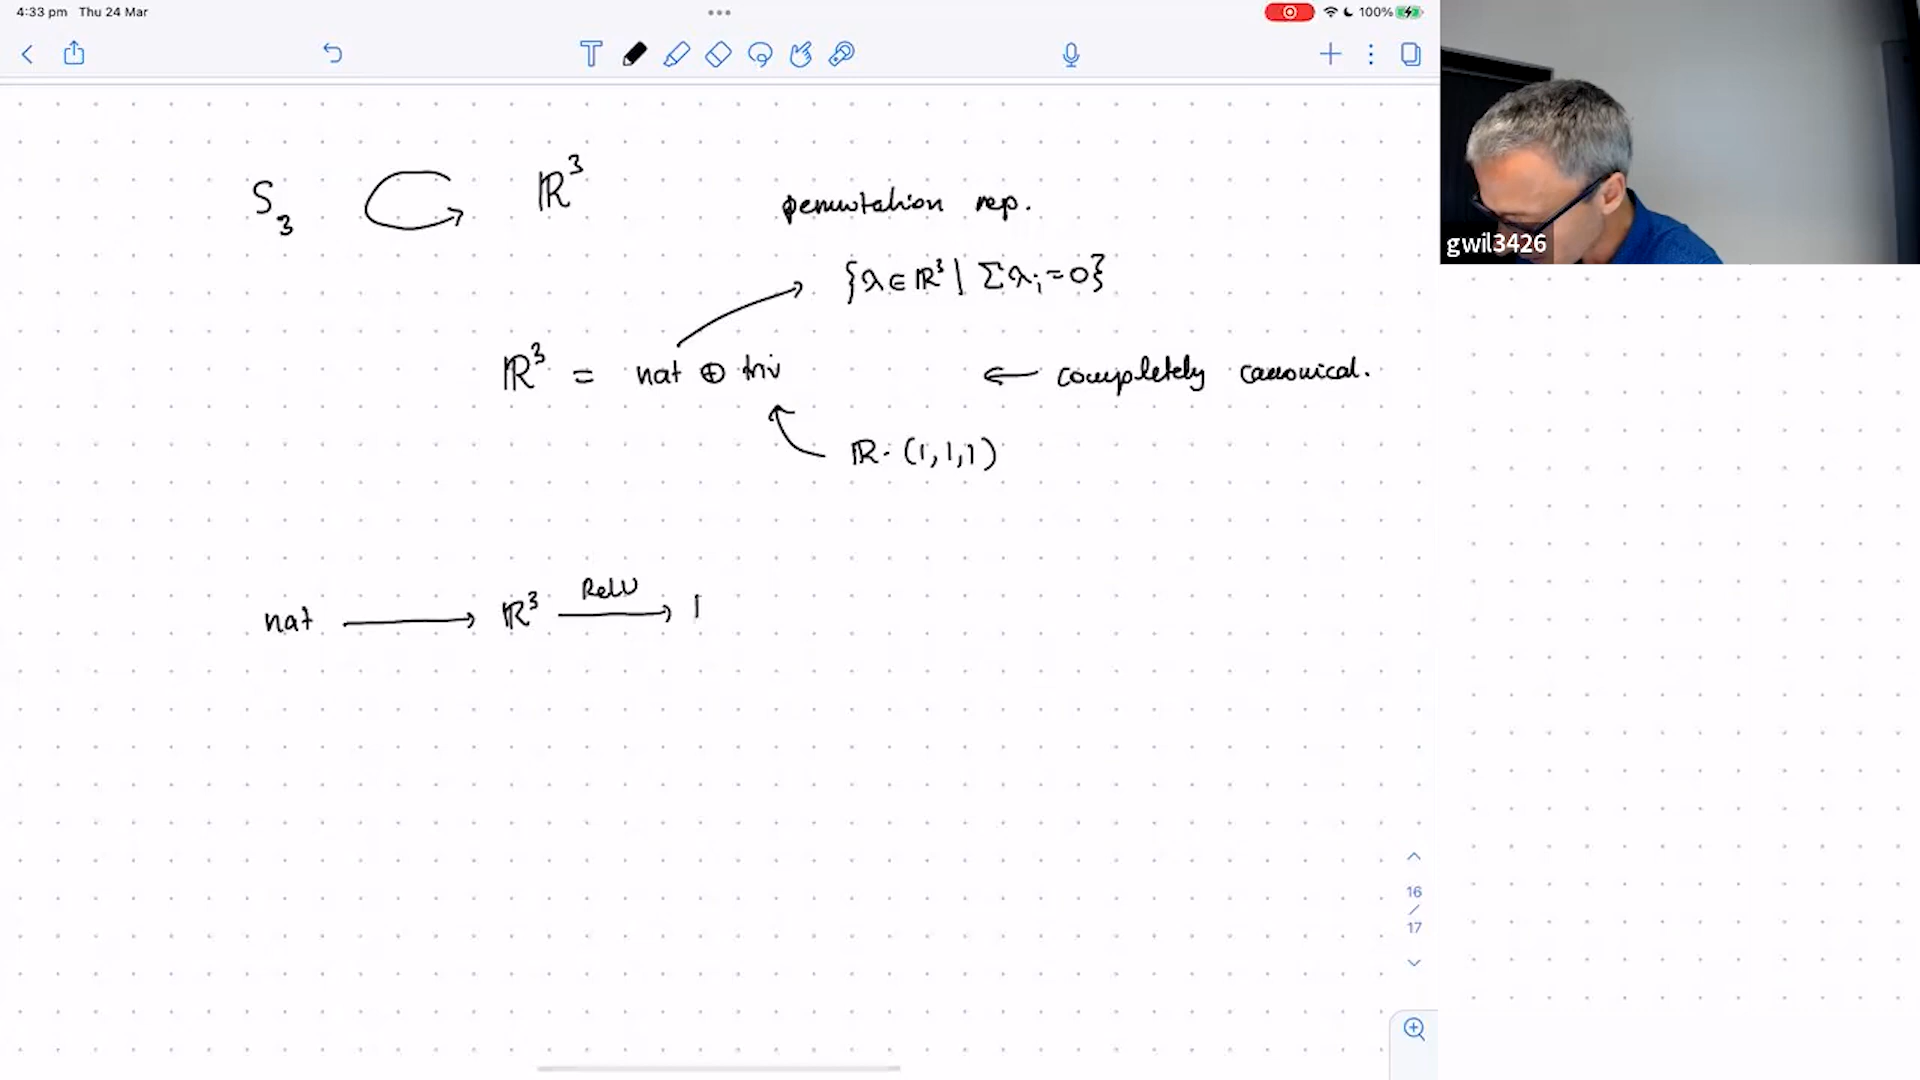 4:33 pm Thu 24 Mar
100%
S₃ ℝ³ permutation rep.
{λ ∈ ℝ³ | Σλᵢ = 0}
ℝ³ = nat ⊕ triv ← completely canonical.
ℝ · (1,1,1)
ReLU
nat → ℝ³ →
16
/
17
gwil3426